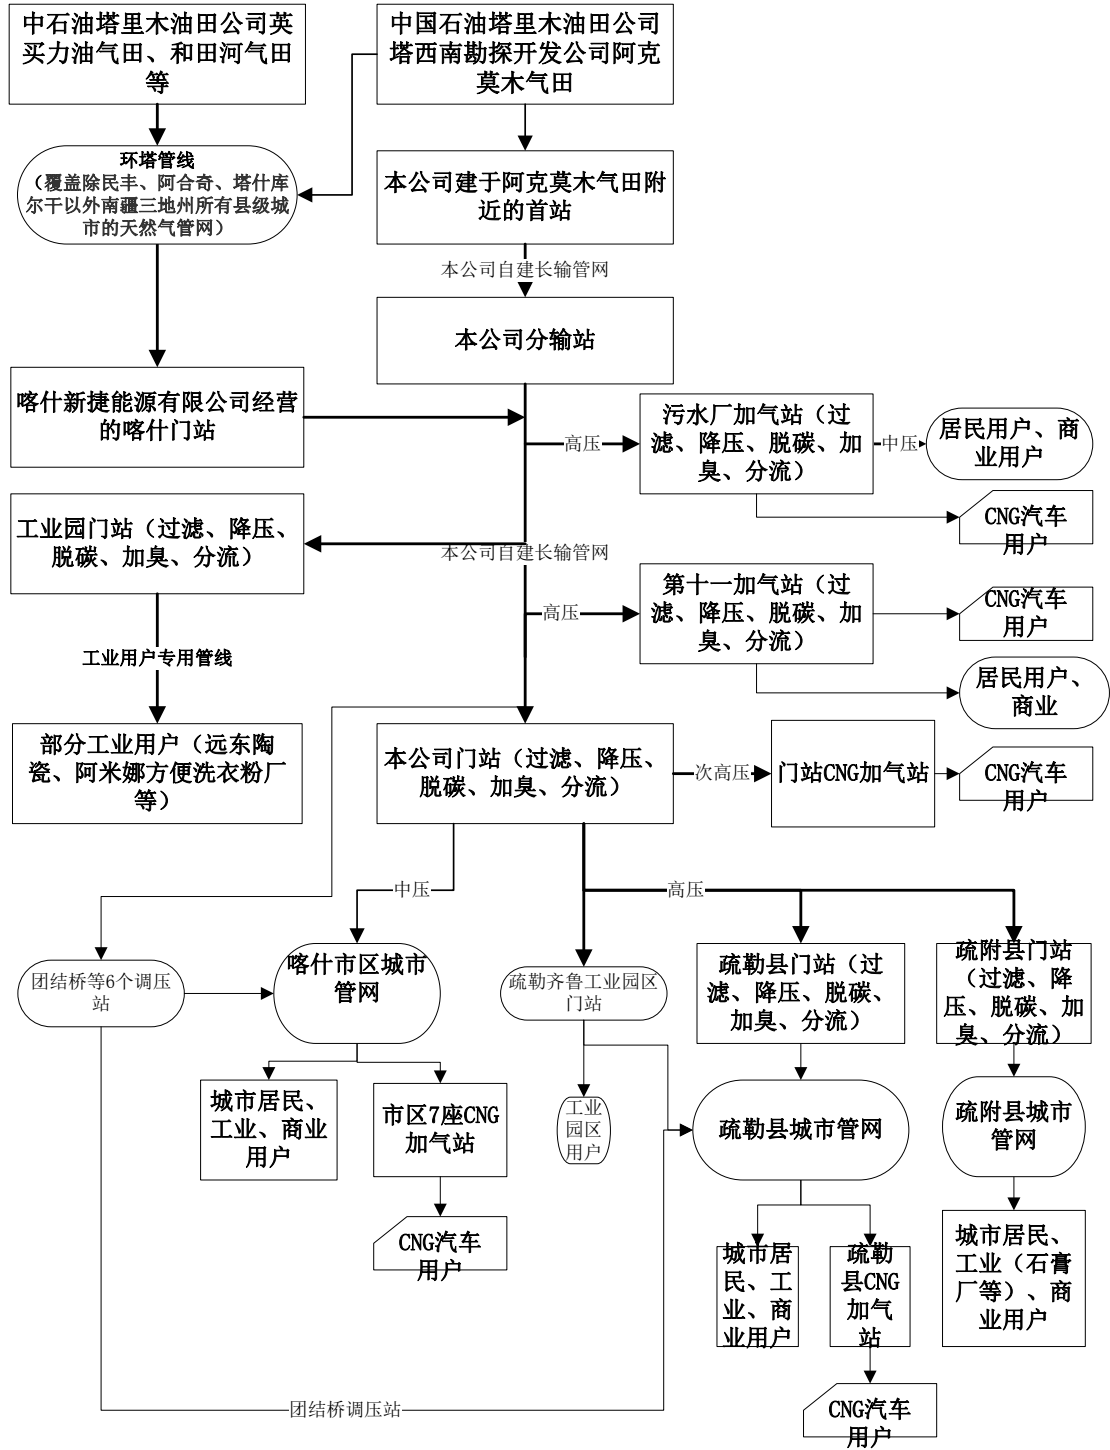 中石油塔里木油田公司英
买力油气田、和田河气田
等
中国石油塔里木油田公司
塔西南勘探开发公司阿克
莫木气田
环塔管线
（覆盖除民丰、阿合奇、塔什库
尔干以外南疆三地州所有县级城
市的天然气管网）
本公司建于阿克莫木气田附
近的首站
本公司自建长输管网
本公司分输站
喀什新捷能源有限公司经营
的喀什门站
高压
污水厂加气站（过
滤、降压、脱碳、加
臭、分流）
中压
居民用户、商
业用户
CNG汽车
用户
工业园门站（过滤、降压、
脱碳、加臭、分流）
本公司自建长输管网
高压
第十一加气站（过
滤、降压、脱碳、加
臭、分流）
CNG汽车
用户
居民用户、
商业
工业用户专用管线
部分工业用户（远东陶
瓷、阿米娜方便洗衣粉厂
等）
本公司门站（过滤、降压、
脱碳、加臭、分流）
次高压
门站CNG加气站
CNG汽车
用户
中压
高压
团结桥等6个调压
站
喀什市区城市
管网
疏勒齐鲁工业园区
门站
疏勒县门站（过
滤、降压、脱碳、
加臭、分流）
疏附县门站
（过滤、降
压、脱碳、加
臭、分流）
城市居民、
工业、商业
用户
市区7座CNG
加气站
工业
园区
用户
疏勒县城市管网
疏附县城市
管网
CNG汽车
用户
城市居
民、工
业、商
业用户
疏勒
县CNG
加气
站
城市居民、
工业（石膏
厂等）、商
业用户
团结桥调压站
CNG汽车
用户